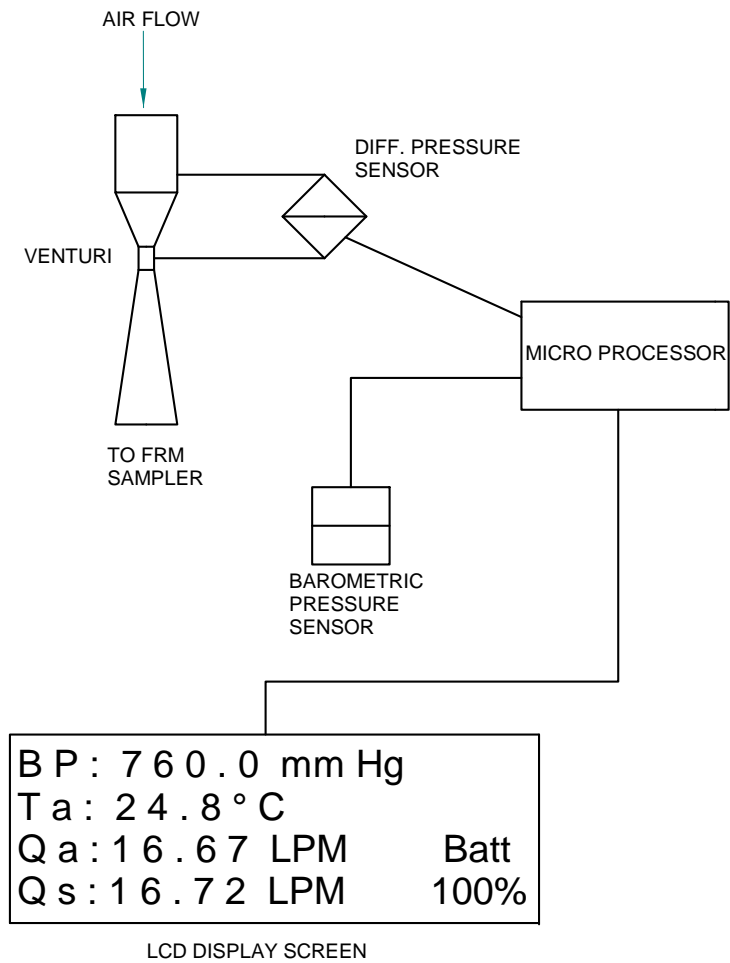 AIR FLOW
DIFF. PRESSURE
SENSOR
VENTURI
MICRO PROCESSOR
TO FRM
SAMPLER
BAROMETRIC
PRESSURE
SENSOR
BP: 760.0 mm Hg
Ta: 24.8°C
Qa:16.67 LPM Batt
Qs:16.72 LPM 100%
LCD DISPLAY SCREEN